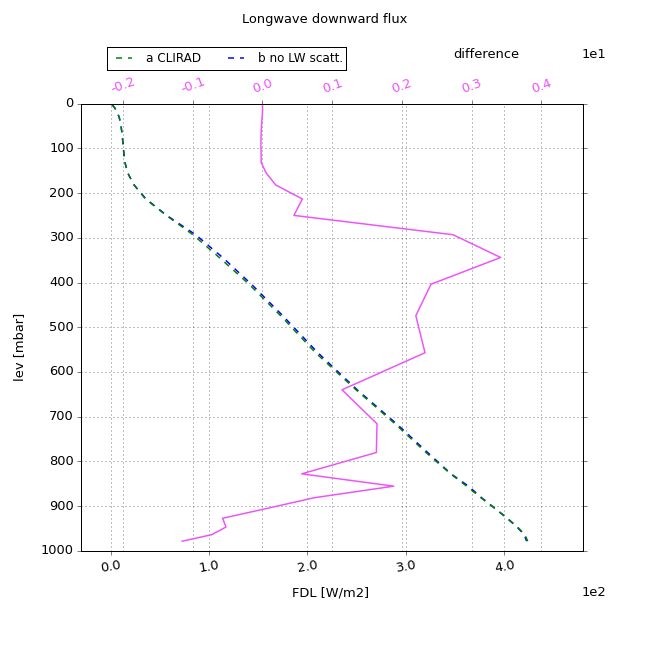 Longwave downward flux
a CLIRAD b no LW scatt. difference 1e1
-0.2 -0.1 0.0 0.1 0.2 0.3 0.4
0
100
200
300
400
500
600
700
800
900
1000
lev [mbar]
0.0 1.0 2.0 3.0 4.0
FDL [W/m2] 1e2